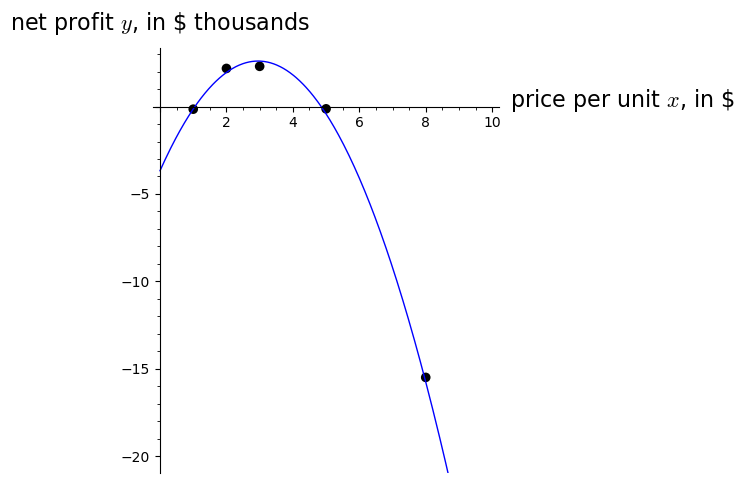 net profit y, in $ thousands
price per unit x, in $
2 4 6 8 10
−5
−10
−15
−20